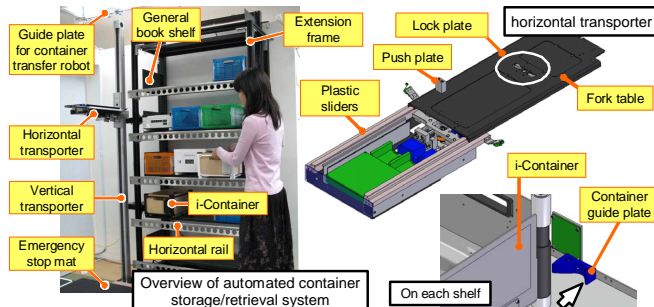 Guide plate
for container
transfer robot
General
book shelf
Extension
frame
Horizontal
transporter
Vertical
transporter
Emergency
stop mat
i-Container
Horizontal rail
Overview of automated container
storage/retrieval system
horizontal transporter
Lock plate
Push plate
Plastic
sliders
Fork table
i-Container
Container
guide plate
On each shelf